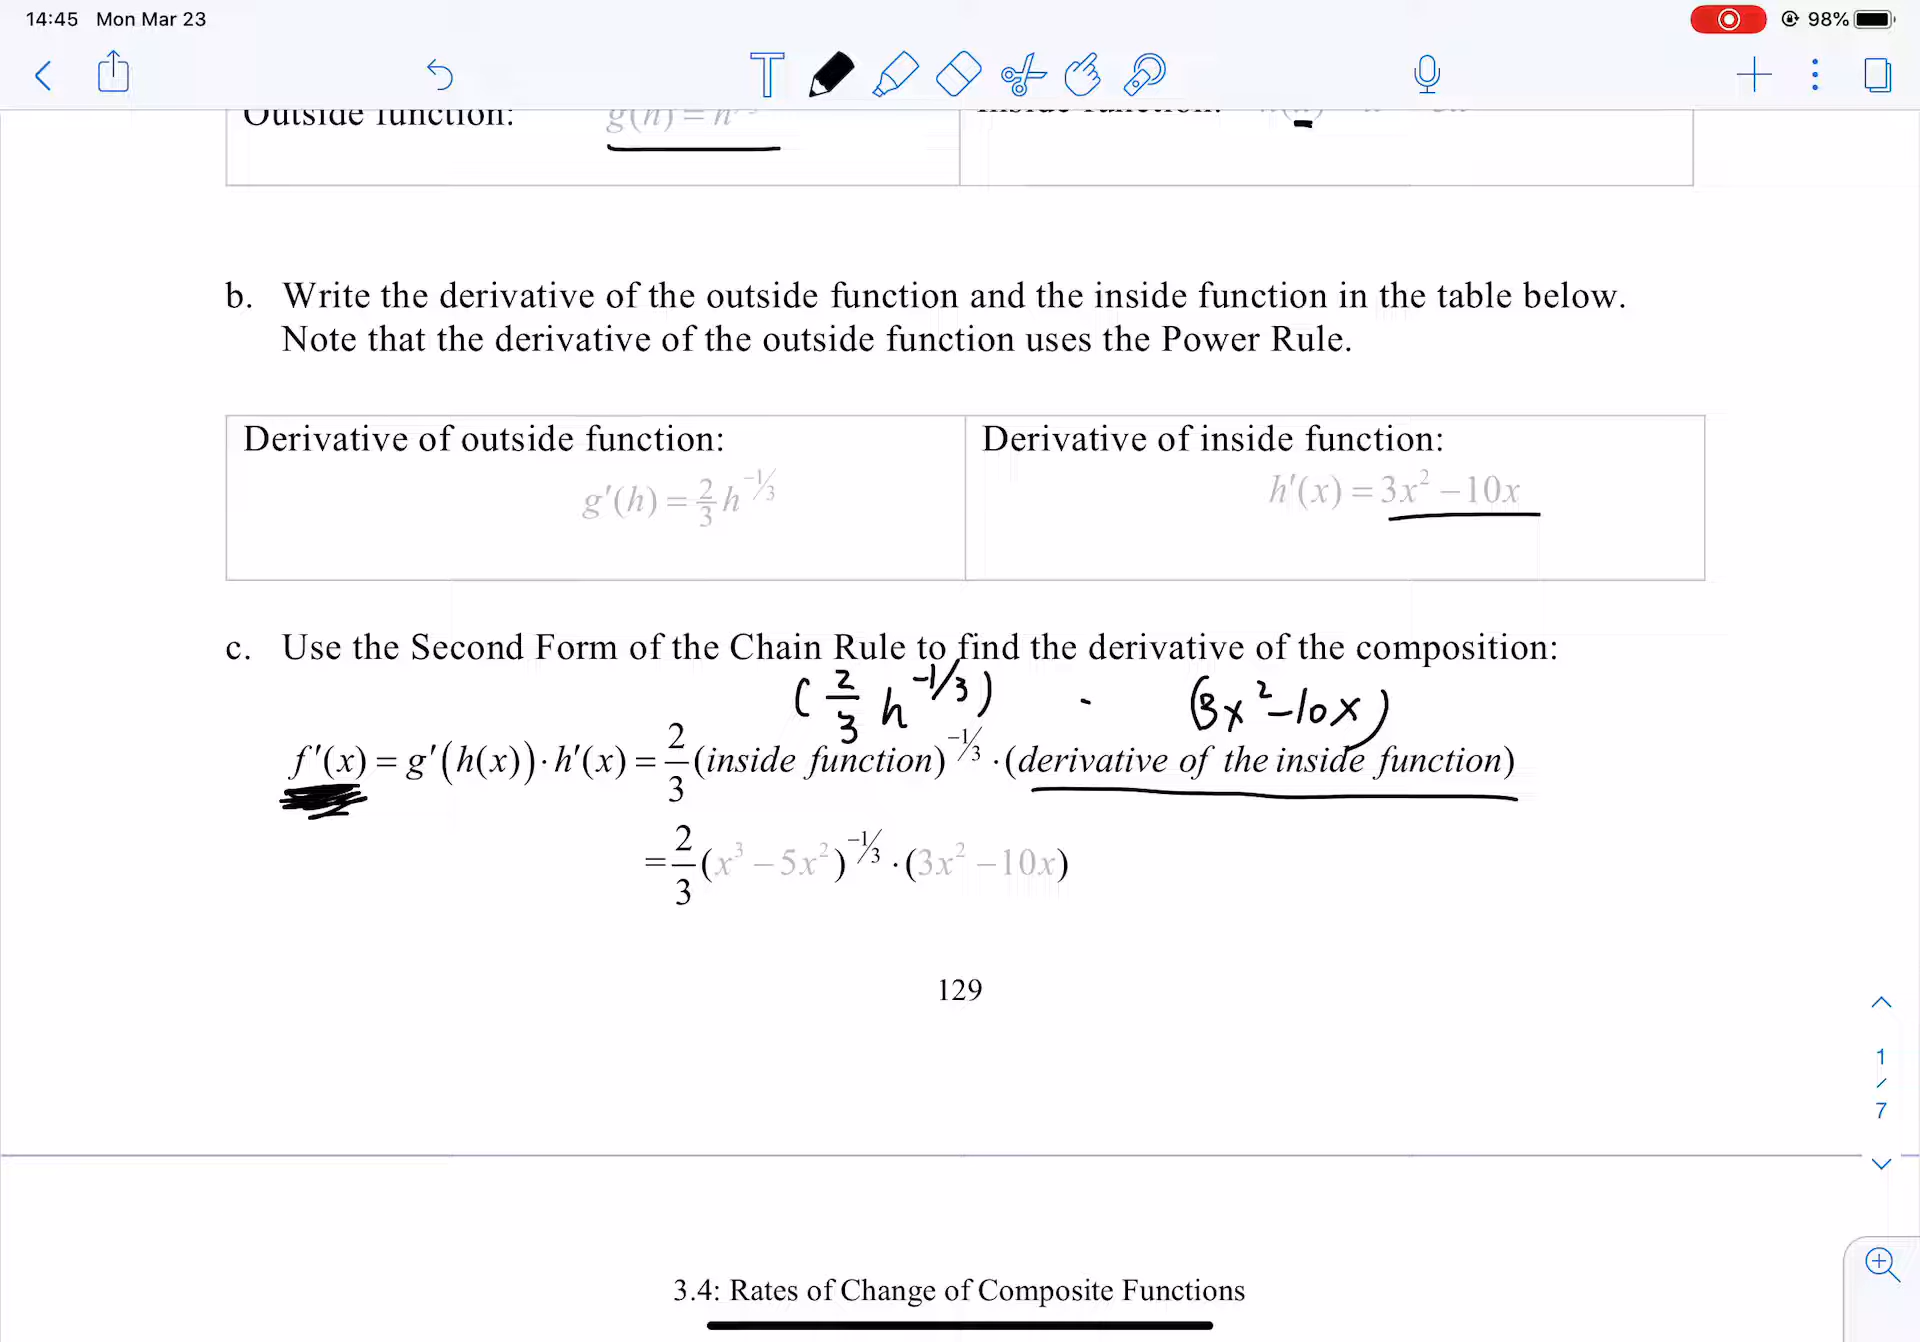 14:45 Mon Mar 23 98%
Outside function: g(h) = h
b. Write the derivative of the outside function and the inside function in the table below.
Note that the derivative of the outside function uses the Power Rule.
Derivative of outside function: Derivative of inside function:
g'(h) = 2/3 h^(-1/3) h'(x) = 3x² − 10x
c. Use the Second Form of the Chain Rule to find the derivative of the composition:
(2/3 h^(-1/3)) · (3x² − 10x)
f'(x) = g'(h(x)) · h'(x) = 2/3 (inside function)^(-1/3) · (derivative of the inside function)
= 2/3 (x³ − 5x²)^(-1/3) · (3x² − 10x)
129
1
/
7
3.4: Rates of Change of Composite Functions